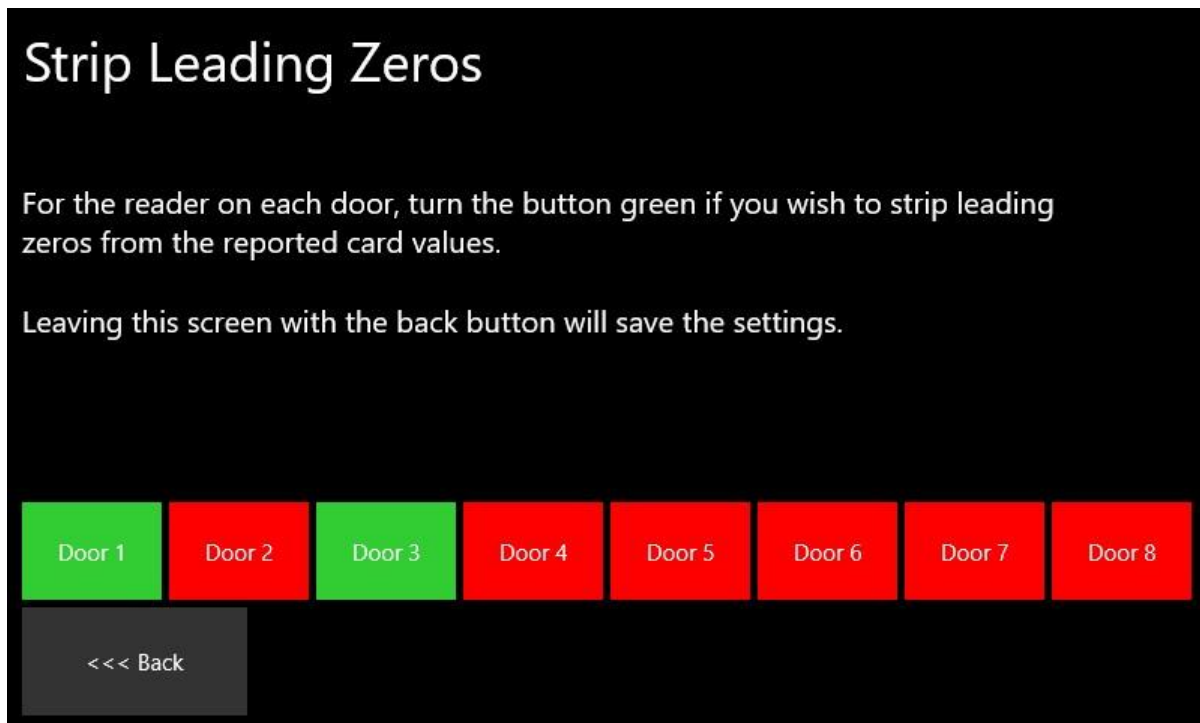 Strip Leading Zeros
For the reader on each door, turn the button green if you wish to strip leading
zeros from the reported card values.
Leaving this screen with the back button will save the settings.
Door 1 Door 2 Door 3 Door 4 Door 5 Door 6 Door 7 Door 8
<<< Back